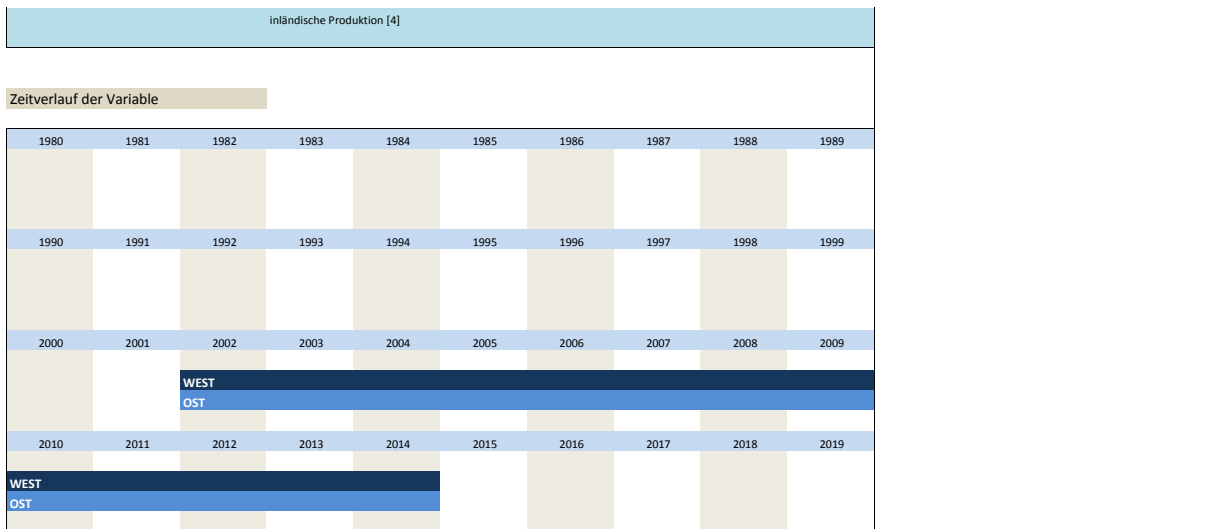 inländische Produktion [4]
Zeitverlauf der Variable
1980 1981 1982 1983 1984 1985 1986 1987 1988 1989
1990 1991 1992 1993 1994 1995 1996 1997 1998 1999
2000 2001 2002 2003 2004 2005 2006 2007 2008 2009
WEST
OST
2010 2011 2012 2013 2014 2015 2016 2017 2018 2019
WEST
OST